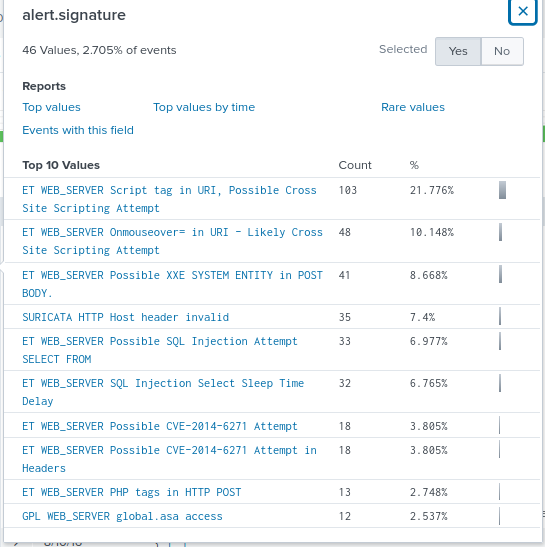 alert.signature
46 Values, 2.705% of events
Selected Yes No
Reports
Top values Top values by time Rare values
Events with this field
Top 10 Values Count %
ET WEB_SERVER Script tag in URI, Possible Cross 103 21.776%
Site Scripting Attempt
ET WEB_SERVER Onmouseover= in URI - Likely Cross 48 10.148%
Site Scripting Attempt
ET WEB_SERVER Possible XXE SYSTEM ENTITY in POST 41 8.668%
BODY.
SURICATA HTTP Host header invalid 35 7.4%
ET WEB_SERVER Possible SQL Injection Attempt 33 6.977%
SELECT FROM
ET WEB_SERVER SQL Injection Select Sleep Time 32 6.765%
Delay
ET WEB_SERVER Possible CVE-2014-6271 Attempt 18 3.805%
ET WEB_SERVER Possible CVE-2014-6271 Attempt in 18 3.805%
Headers
ET WEB_SERVER PHP tags in HTTP POST 13 2.748%
GPL WEB_SERVER global.asa access 12 2.537%